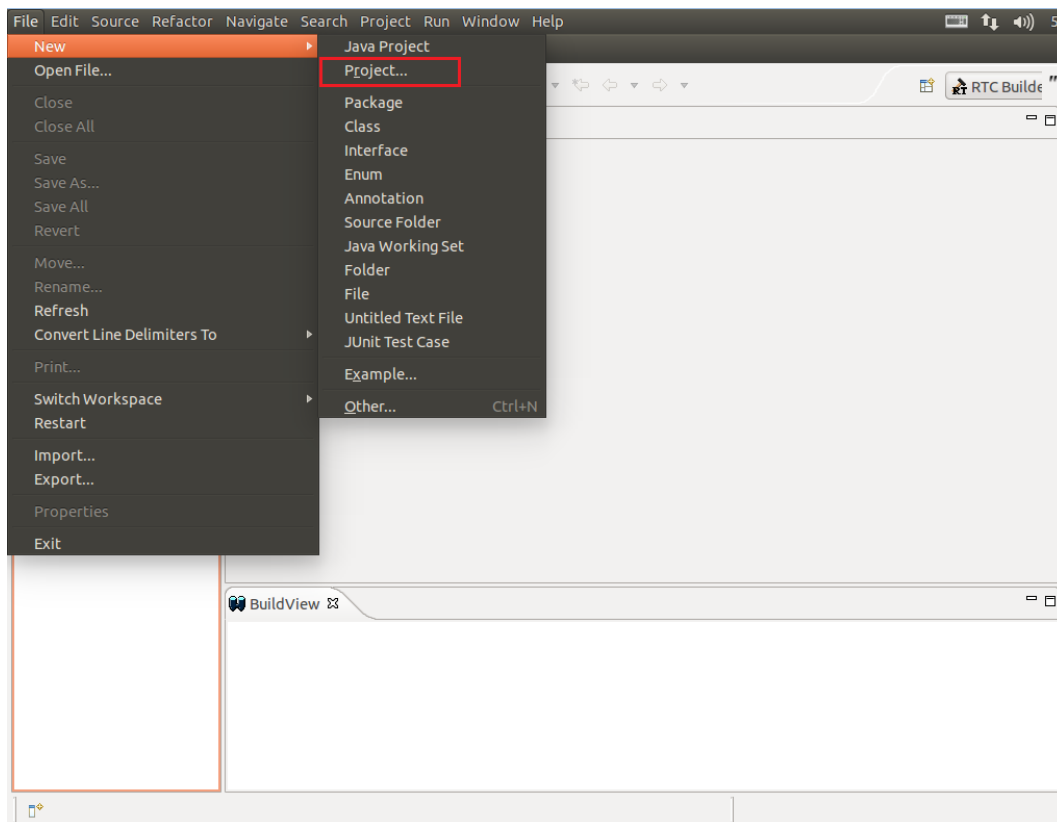 File Edit Source Refactor Navigate Search Project Run Window Help
New
Open File...
Close
Close All
Save
Save As...
Save All
Revert
Move...
Rename...
Refresh
Convert Line Delimiters To
Print...
Switch Workspace
Restart
Import...
Export...
Properties
Exit
Java Project
Project...
Package
Class
Interface
Enum
Annotation
Source Folder
Java Working Set
Folder
File
Untitled Text File
JUnit Test Case
Example...
Other... Ctrl+N
RTC Builde
BuildView